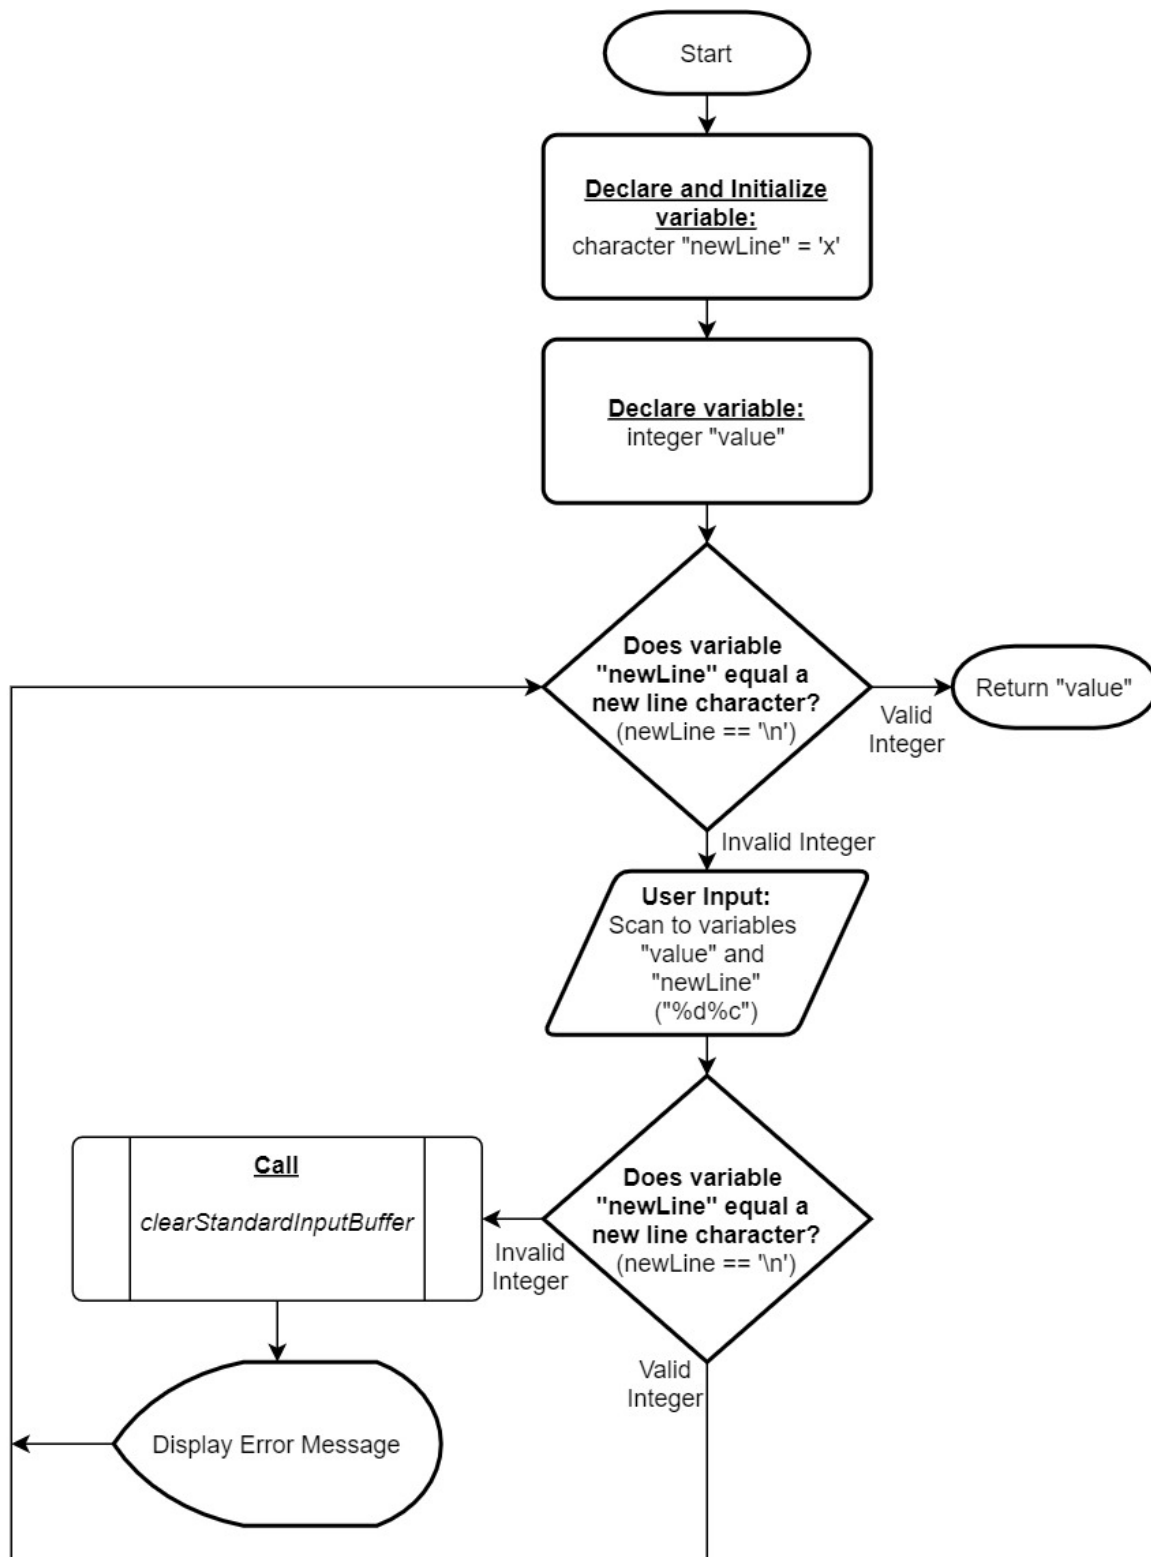 Start
Declare and Initialize
variable:
character "newLine" = 'x'
Declare variable:
integer "value"
Does variable
"newLine" equal a
new line character?
(newLine == '\n')
Valid
Integer
Return "value"
Invalid Integer
User Input:
Scan to variables
"value" and
"newLine"
("%d%c")
Does variable
"newLine" equal a
new line character?
(newLine == '\n')
Invalid
Integer
Call
clearStandardInputBuffer
Valid
Integer
Display Error Message